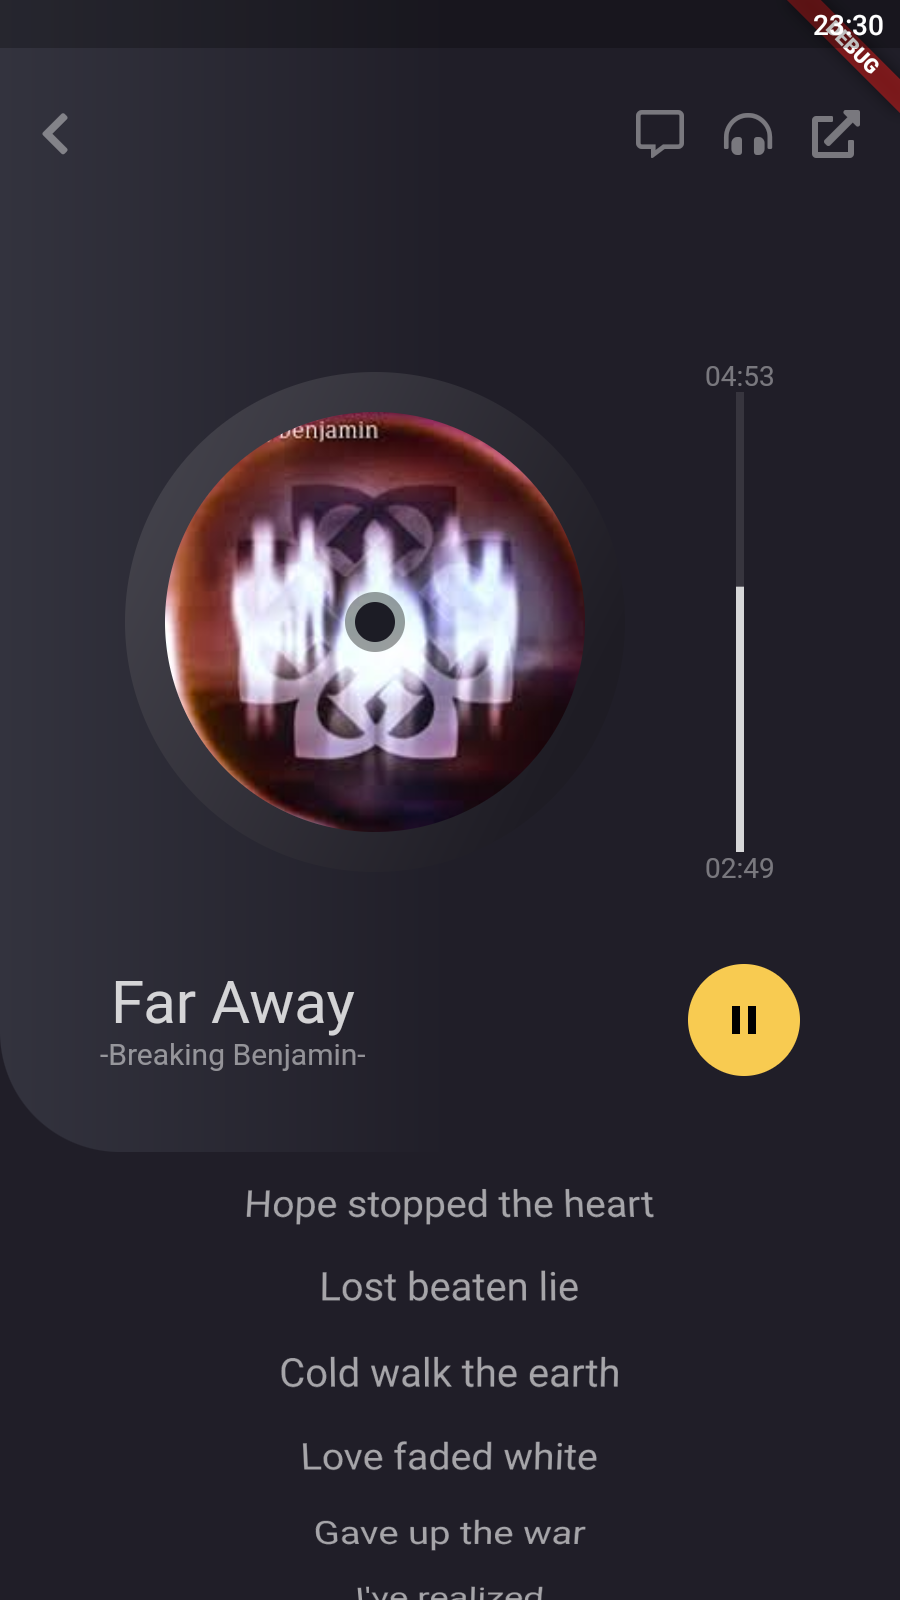 23:30
DEBUG
04:53
benjamin
02:49
Far Away
-Breaking Benjamin-
Hope stopped the heart
Lost beaten lie
Cold walk the earth
Love faded white
Gave up the war
I've realized